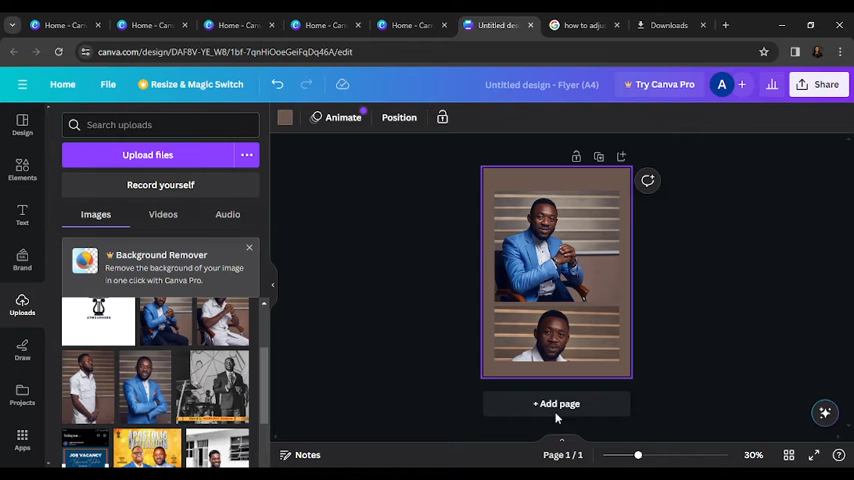 Home - Canva
Home - Canva
Home - Canva
Home - Canva
Home - Canva
Untitled des
how to adjus
Downloads
canva.com/design/DAF8V-YE_W8/1bf-7qnHiOoeGeiFqDq46A/edit
Home
File
Resize & Magic Switch
Untitled design - Flyer (A4)
Try Canva Pro
A
Share
Design
Elements
Text
Brand
Uploads
Draw
Projects
Apps
Search uploads
Upload files
Record yourself
Images
Videos
Audio
Background Remover
Remove the background of your image
in one click with Canva Pro.
JOB VACANCY
Animate
Position
+ Add page
Notes
Page 1 / 1
30%